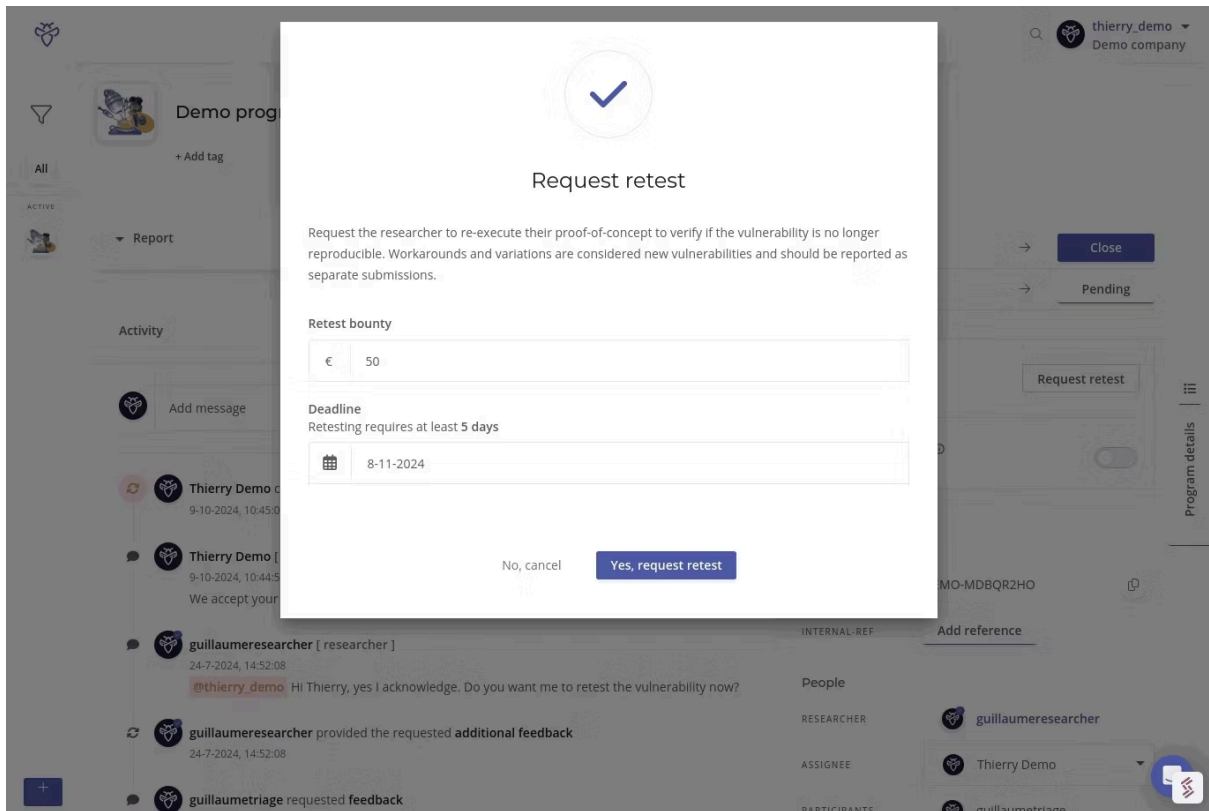 thierry_demo
Demo company
Demo prog
+ Add tag
All
ACTIVE
Report
Close
Pending
Activity
Request retest
Add message
Program details
Thierry Demo
9-10-2024, 10:45:0
Thierry Demo [
9-10-2024, 10:44:5
We accept your
Request retest
Request the researcher to re-execute their proof-of-concept to verify if the vulnerability is no longer
reproducible. Workarounds and variations are considered new vulnerabilities and should be reported as
separate submissions.
Retest bounty
€ 50
Deadline
Retesting requires at least 5 days
8-11-2024
No, cancel
Yes, request retest
MO-MDBQR2HO
INTERNAL-REF
Add reference
guillaumeresearcher [ researcher ]
24-7-2024, 14:52:08
@thierry_demo Hi Thierry, yes I acknowledge. Do you want me to retest the vulnerability now?
People
RESEARCHER
guillaumeresearcher
guillaumeresearcher provided the requested additional feedback
24-7-2024, 14:52:08
ASSIGNEE
Thierry Demo
guillaumetriage requested feedback
PARTICIPANTS
guillaumetriage